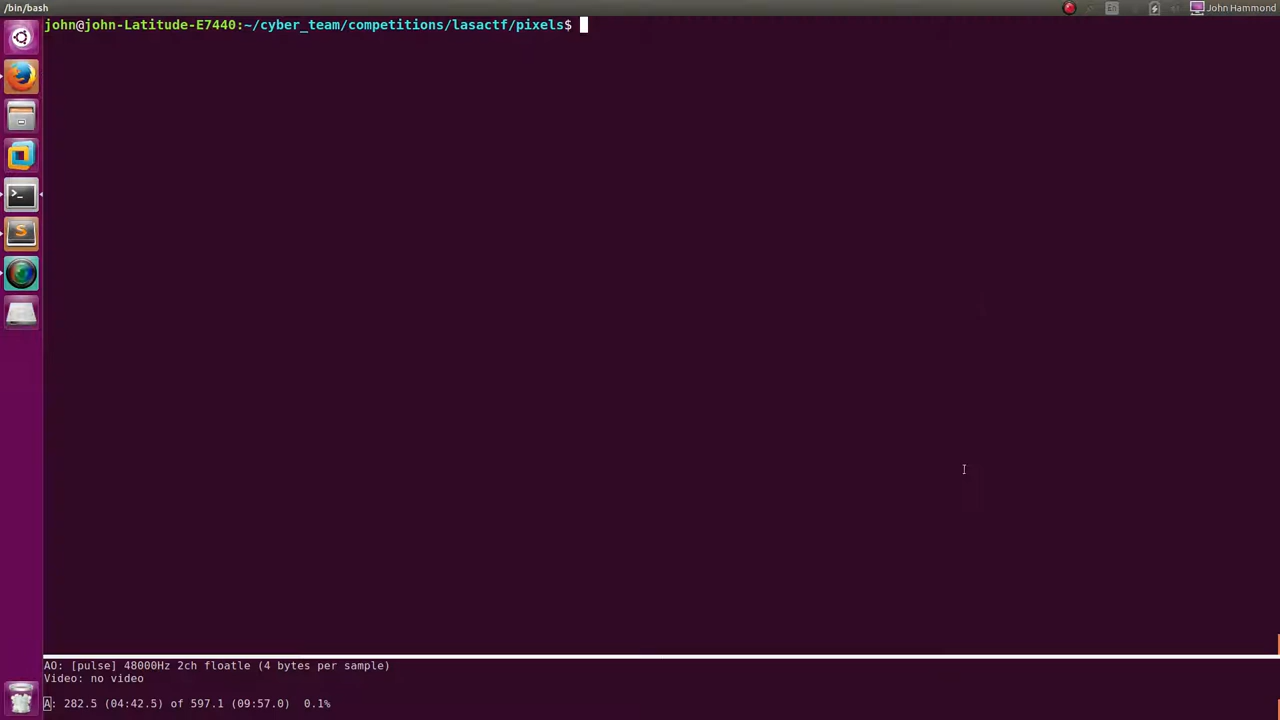 /bin/bash
En
John Hammond
john@john-Latitude-E7440:~/cyber_team/competitions/lasactf/pixels$
AO: [pulse] 48000Hz 2ch floatle (4 bytes per sample)
Video: no video
A: 282.5 (04:42.5) of 597.1 (09:57.0)  0.1%